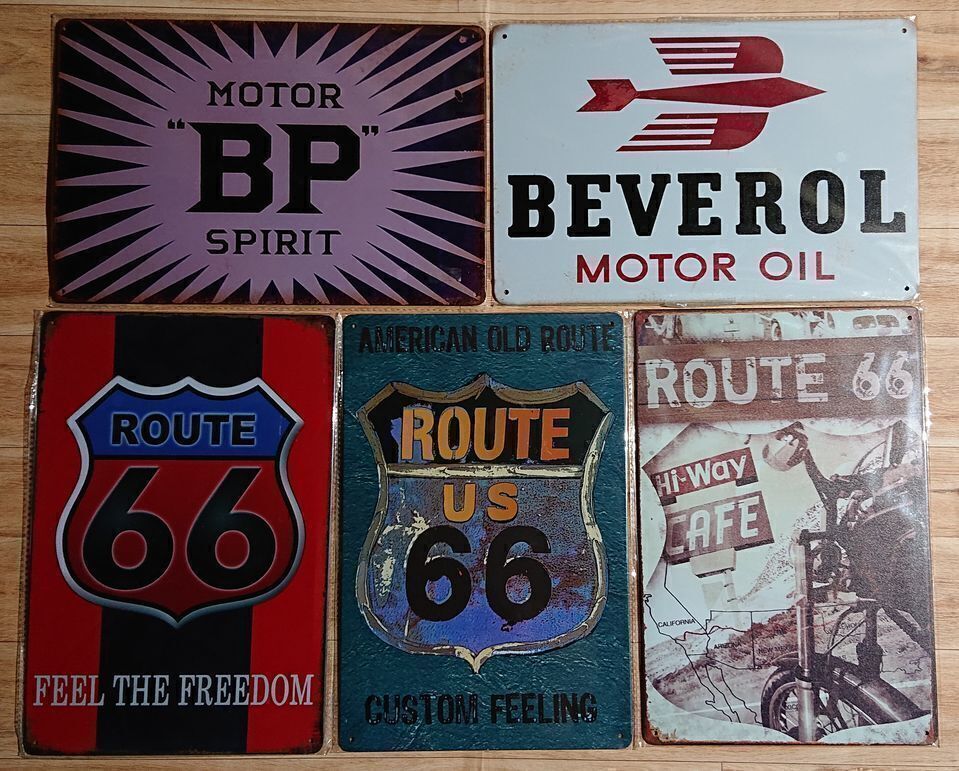 MOTOR
"BP"
SPIRIT
BEVEROL
MOTOR OIL
ROUTE
66
FEEL THE FREEDOM
AMERICAN OLD ROUTE
ROUTE
US
66
CUSTOM FEELING
ROUTE 66
Hi-Way
CAFE
CALIFORNIA